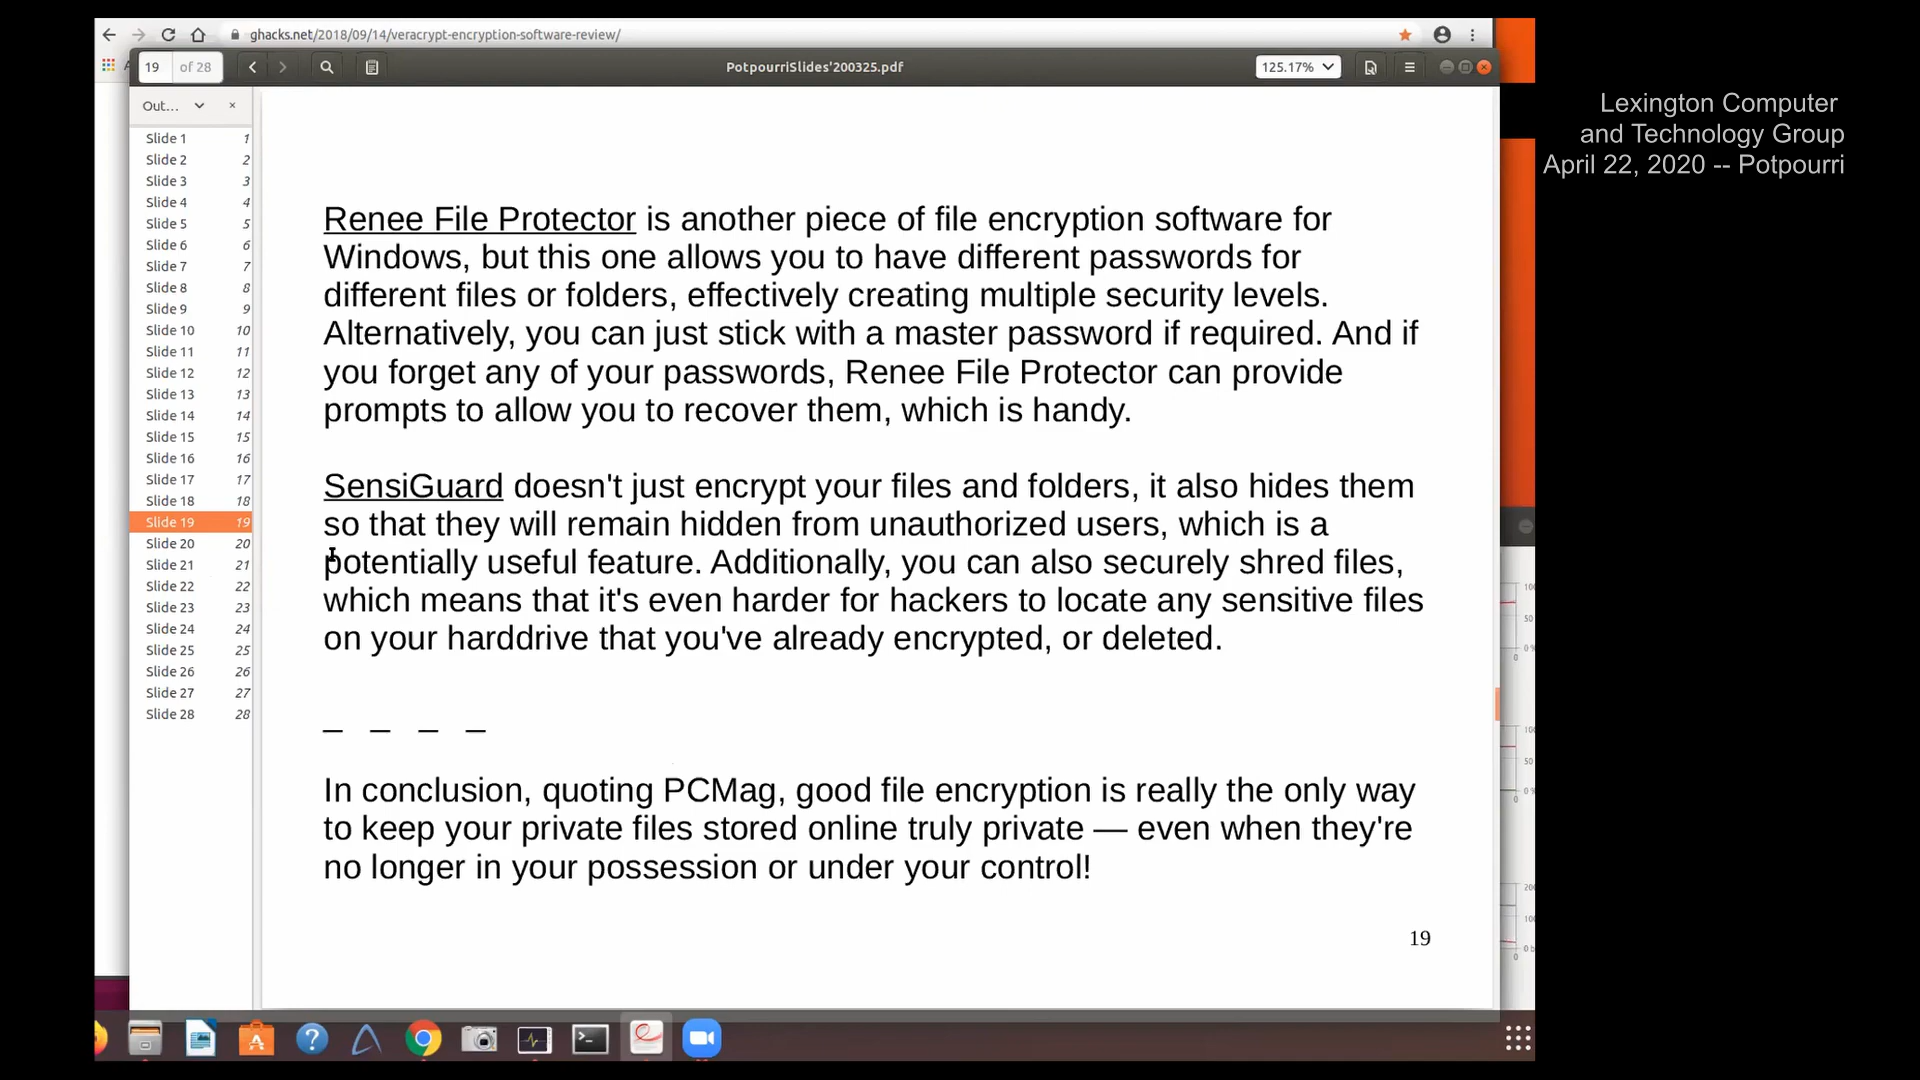 ghacks.net/2018/09/14/veracrypt-encryption-software-review/
19 of 28
PotpourriSlides'200325.pdf
125.17%
Lexington Computer
and Technology Group
April 22, 2020 -- Potpourri
Out...
Slide 1 1
Slide 2 2
Slide 3 3
Slide 4 4
Slide 5 5
Slide 6 6
Slide 7 7
Slide 8 8
Slide 9 9
Slide 10 10
Slide 11 11
Slide 12 12
Slide 13 13
Slide 14 14
Slide 15 15
Slide 16 16
Slide 17 17
Slide 18 18
Slide 19 19
Slide 20 20
Slide 21 21
Slide 22 22
Slide 23 23
Slide 24 24
Slide 25 25
Slide 26 26
Slide 27 27
Slide 28 28
Renee File Protector is another piece of file encryption software for
Windows, but this one allows you to have different passwords for
different files or folders, effectively creating multiple security levels.
Alternatively, you can just stick with a master password if required. And if
you forget any of your passwords, Renee File Protector can provide
prompts to allow you to recover them, which is handy.
SensiGuard doesn't just encrypt your files and folders, it also hides them
so that they will remain hidden from unauthorized users, which is a
potentially useful feature. Additionally, you can also securely shred files,
which means that it's even harder for hackers to locate any sensitive files
on your harddrive that you've already encrypted, or deleted.
_ _ _ _
In conclusion, quoting PCMag, good file encryption is really the only way
to keep your private files stored online truly private — even when they're
no longer in your possession or under your control!
19